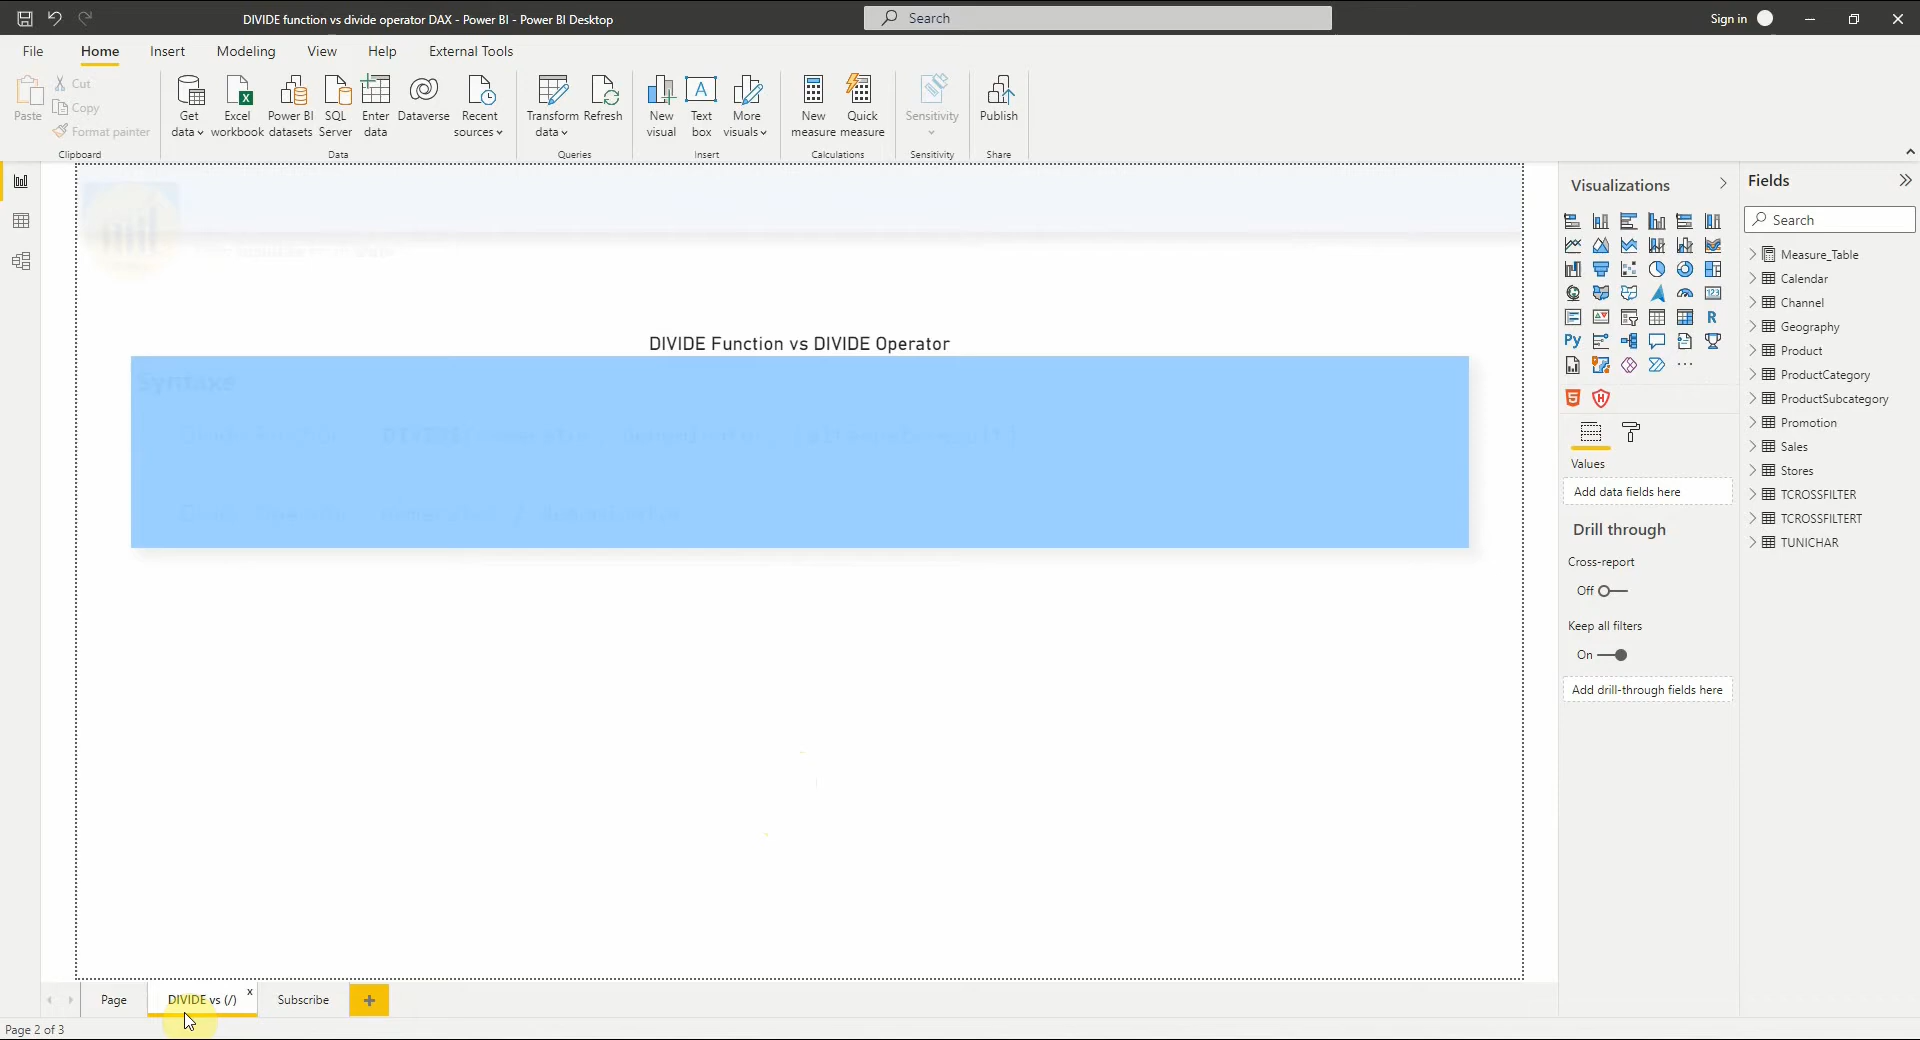 DIVIDE function vs divide operator DAX - Power BI - Power BI Desktop
Search
Sign in
File
Home
Insert
Modeling
View
Help
External Tools
Paste
Cut
Copy
Format painter
Clipboard
Get data
Excel workbook
Power BI datasets
SQL Server
Enter data
Dataverse
Recent sources
Data
Transform data
Refresh
Queries
New visual
Text box
More visuals
Insert
New measure
Quick measure
Calculations
Sensitivity
Sensitivity
Publish
Share
DIVIDE Function vs DIVIDE Operator
Syntaxs
Visualizations
R
Py
Values
Add data fields here
Drill through
Cross-report
Off
Keep all filters
On
Add drill-through fields here
Fields
Search
Measure_Table
Calendar
Channel
Geography
Product
ProductCategory
ProductSubcategory
Promotion
Sales
Stores
TCROSSFILTER
TCROSSFILTERT
TUNICHAR
Page
DIVIDE vs (/)
x
Subscribe
+
Page 2 of 3